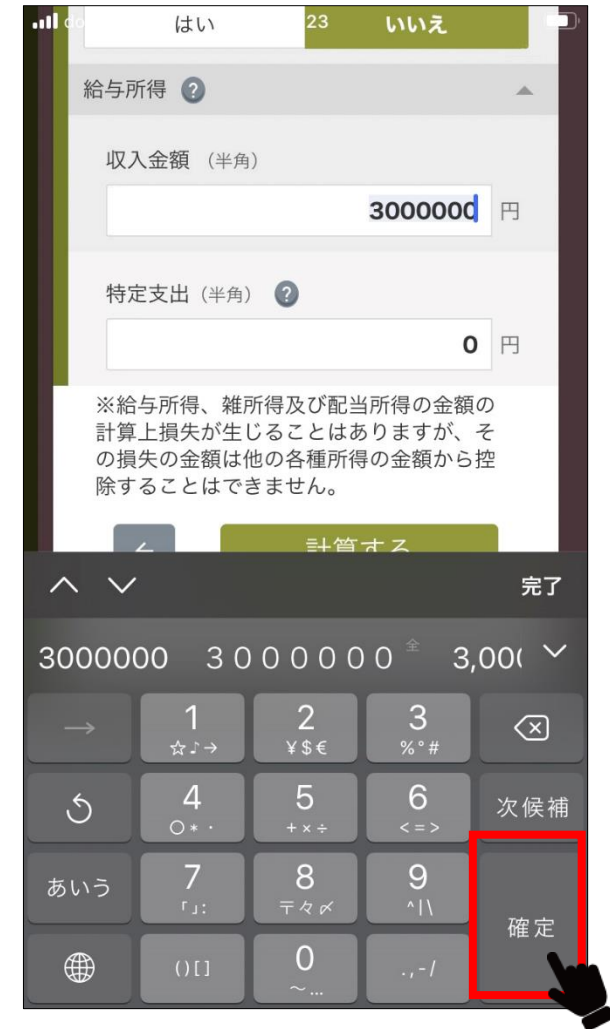 はい 23 いいえ
給与所得 ?
収入金額 (半角)
3000000 円
特定支出 (半角) ?
0 円
※給与所得、雑所得及び配当所得の金額の
計算上損失が生じることはありますが、そ
の損失の金額は他の各種所得の金額から控
除することはできません。
← 計算する
完了
3000000 3000000 全 3,00
→ 1 2 3
☆♪→ ¥$€ %°#
4 5 6 次候補
○*・ +×÷ <=>
あいう 7 8 9
「」: 〒々〆 ^|\
確定
()[] 0 .,-/
~…